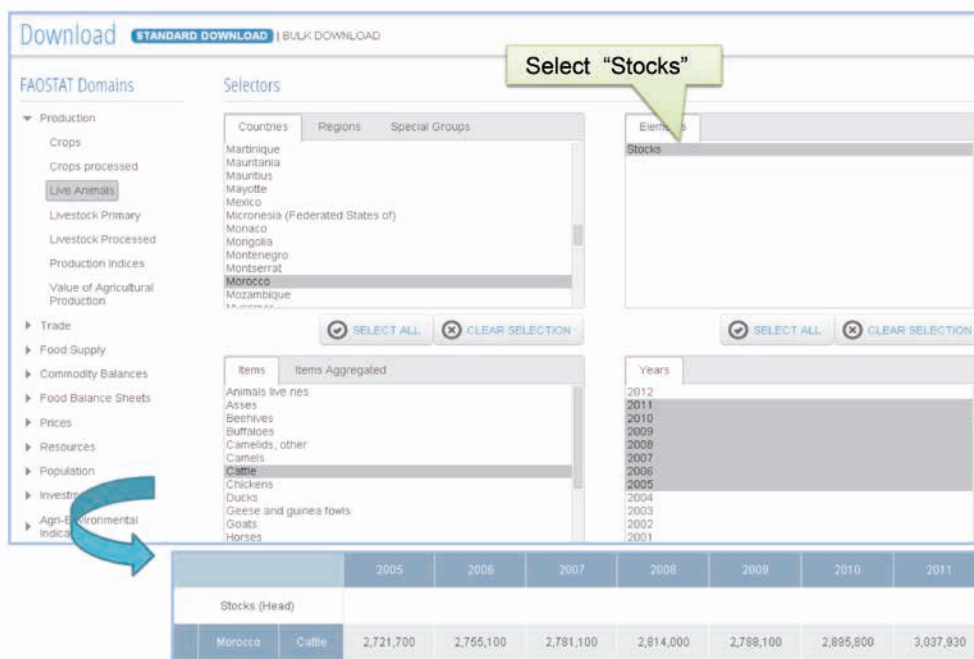 Download STANDARD DOWNLOAD | BULK DOWNLOAD
Select "Stocks"
FAOSTAT Domains
Production
Crops
Crops processed
Live Animals
Livestock Primary
Livestock Processed
Production Indices
Value of Agricultural
Production
Trade
Food Supply
Commodity Balances
Food Balance Sheets
Prices
Resources
Population
Agri-Environmental
Selectors
Countries Regions Special Groups
Martinique
Mauritania
Mauritius
Mayotte
Mexico
Micronesia (Federated States of)
Monaco
Mongolia
Montenegro
Montserrat
Morocco
Mozambique
SELECT ALL CLEAR SELECTION
Stocks
SELECT ALL CLEAR SELECTION
Items Items Aggregated
Animals live nes
Asses
Beehives
Buffaloes
Camelids, other
Camels
Cattle
Chickens
Ducks
Geese and guinea fowls
Goats
Horses
Years
2012
2011
2010
2009
2008
2007
2006
2005
2004
2003
2002
2001
2005 2006 2007 2008 2009 2010 2011
Stocks (Head)
Morocco Cattle 2,721,700 2,755,100 2,781,100 2,814,000 2,788,100 2,895,800 3,037,930